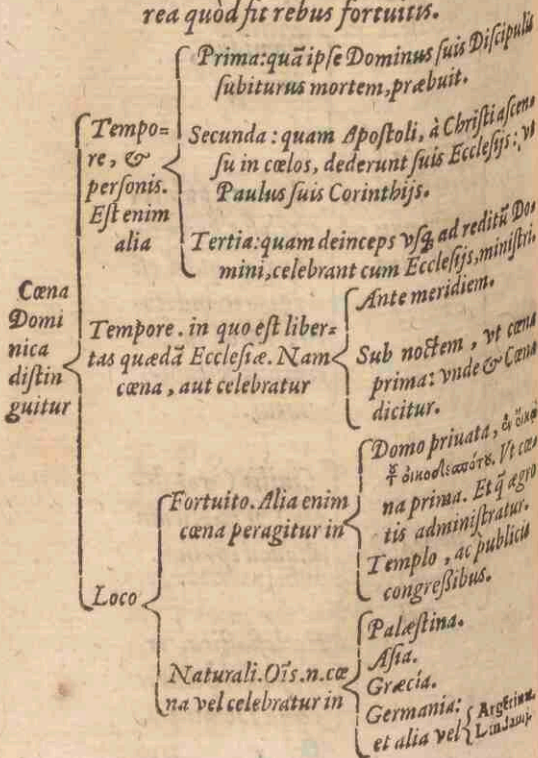 rea quòd fit rebus fortuitis.
Cœna
Domi
nica
distin
guitur
Tempo=
re, &
personis.
Est enim
alia
Prima: quā ipse Dominus suis Discipulis
subiturus mortem, præbuit.
Secunda: quam Apostoli, à Christi ascen=
su in cœlos, dederunt suis Ecclesijs: vt
Paulus suis Corinthijs.
Tertia: quam deinceps vsq; ad reditū Do=
mini, celebrant cum Ecclesijs, ministri.
Tempore. in quo est liber=
tas quædā Ecclesiæ. Nam
cœna, aut celebratur
Ante meridiem.
Sub noctem, vt cœna
prima: vnde & Cœna
dicitur.
Loco
Fortuito. Alia enim
cœna peragitur in
Domo priuata,
Vt cœ=
na prima. Et q̄ ægro
tis administratur.
Templo, ac publicis
congreßibus.
Naturali. Oīs.n.cœ
na vel celebratur in
Palæstina.
Asia.
Græcia.
Germania:
et alia vel